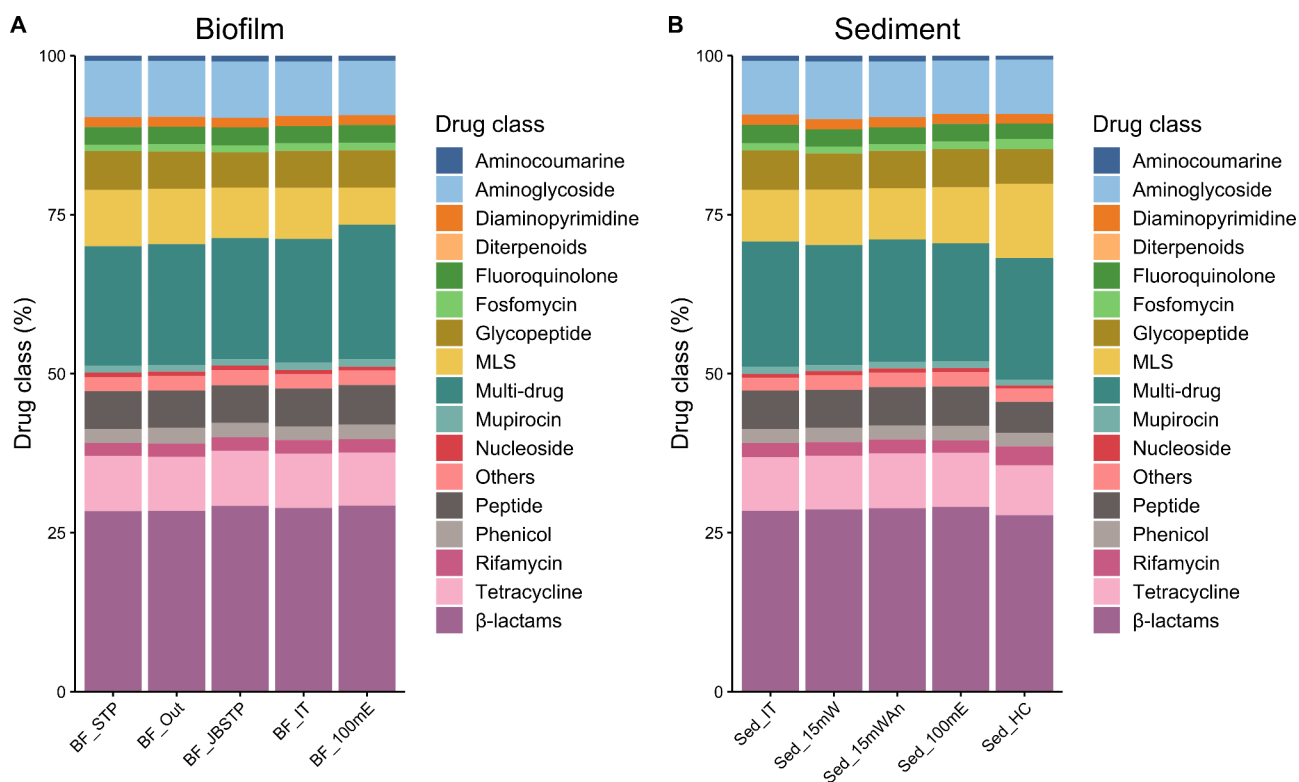 A
Biofilm
Drug class (%)
100
75
50
25
0
BF_STP
BF_Out
BF_JBSTP
BF_IT
BF_100mE
Drug class
Aminocoumarine
Aminoglycoside
Diaminopyrimidine
Diterpenoids
Fluoroquinolone
Fosfomycin
Glycopeptide
MLS
Multi-drug
Mupirocin
Nucleoside
Others
Peptide
Phenicol
Rifamycin
Tetracycline
β-lactams
B
Sediment
Drug class (%)
100
75
50
25
0
Sed_IT
Sed_15mW
Sed_15mWAn
Sed_100mE
Sed_HC
Drug class
Aminocoumarine
Aminoglycoside
Diaminopyrimidine
Diterpenoids
Fluoroquinolone
Fosfomycin
Glycopeptide
MLS
Multi-drug
Mupirocin
Nucleoside
Others
Peptide
Phenicol
Rifamycin
Tetracycline
β-lactams